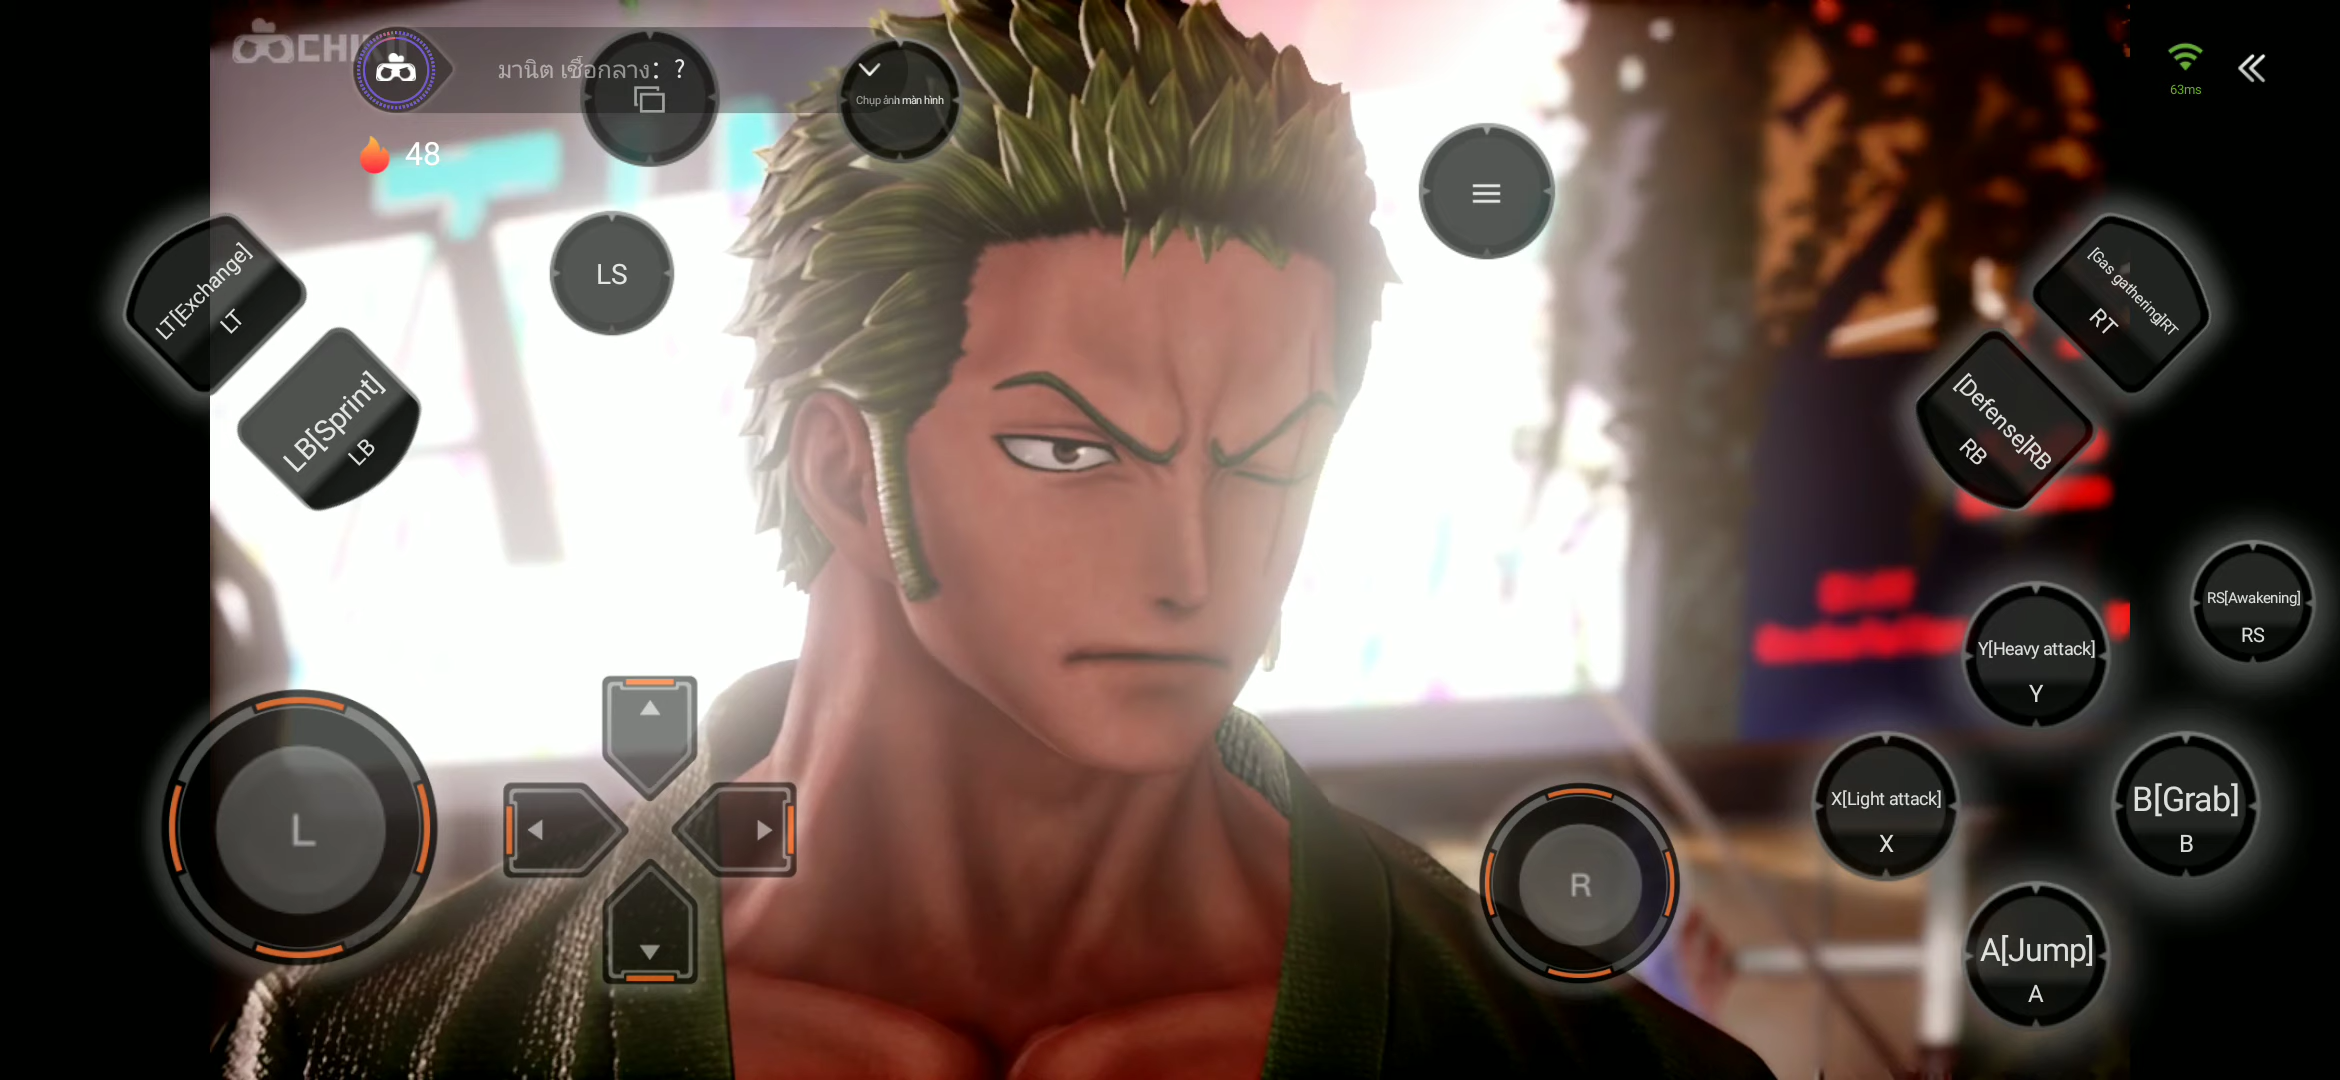 CHIKI
มานิต เชื้อกลาง: ?
Chụp ảnh màn hình
63ms
48
LT[Exchange]
LT
LS
[Gas gathering]RT
RT
LB[Sprint]
LB
[Defense]RB
RB
RS[Awakening]
RS
Y[Heavy attack]
Y
X[Light attack]
X
B[Grab]
B
L
R
A[Jump]
A